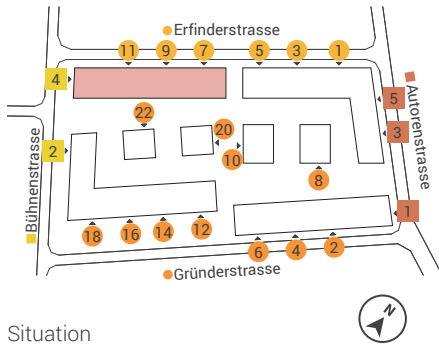 Erfinderstrasse
11 9 7 5 3 1
4
5
Autorenstrasse
22
20
3
2
10
8
Bühnenstrasse
18 16 14 12
1
6 4 2
Gründerstrasse
Situation
N